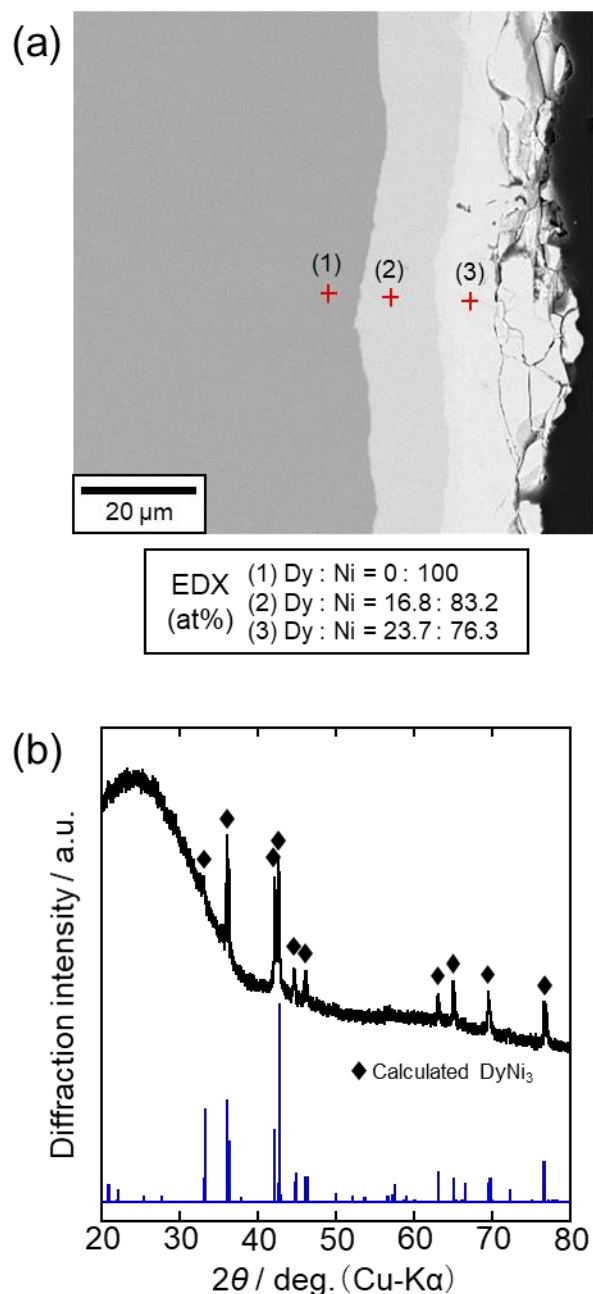 (a)
(1)
(2)
(3)
20 μm
EDX
(at%)
(1) Dy : Ni = 0 : 100
(2) Dy : Ni = 16.8 : 83.2
(3) Dy : Ni = 23.7 : 76.3
(b)
Diffraction intensity / a.u.
◆ Calculated DyNi₃
20 30 40 50 60 70 80
2θ / deg. (Cu-Kα)